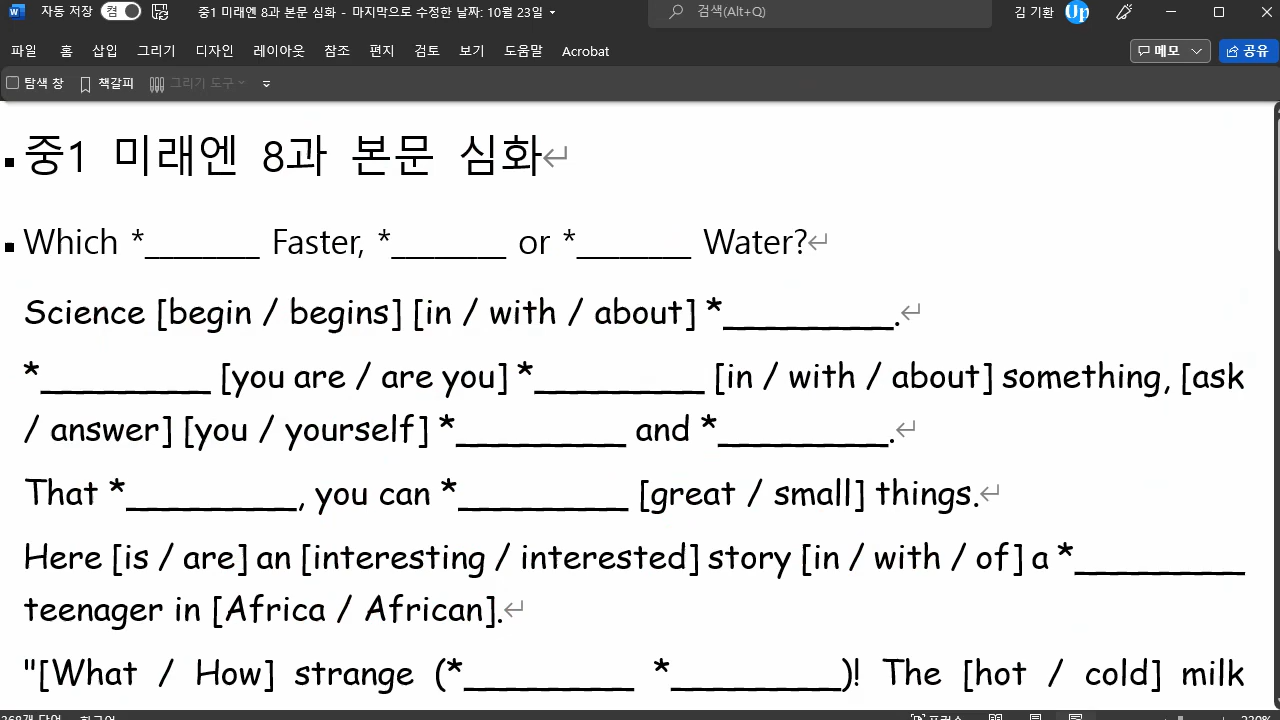 자동 저장 켬 중1 미래엔 8과 본문 심화 - 마지막으로 수정한 날짜: 10월 23일 검색(Alt+Q) 김 기환 Up
파일 홈 삽입 그리기 디자인 레이아웃 참조 편지 검토 보기 도움말 Acrobat 메모 공유
탐색 창 책갈피 그리기 도구
중1 미래엔 8과 본문 심화
Which *_______ Faster, *_______ or *_______ Water?
Science [begin / begins] [in / with / about] *________.
*________ [you are / are you] *________ [in / with / about] something, [ask
/ answer] [you / yourself] *________ and *________.
That *________, you can *________ [great / small] things.
Here [is / are] an [interesting / interested] story [in / with / of] a *________
teenager in [Africa / African].
"[What / How] strange (*________ *________)! The [hot / cold] milk